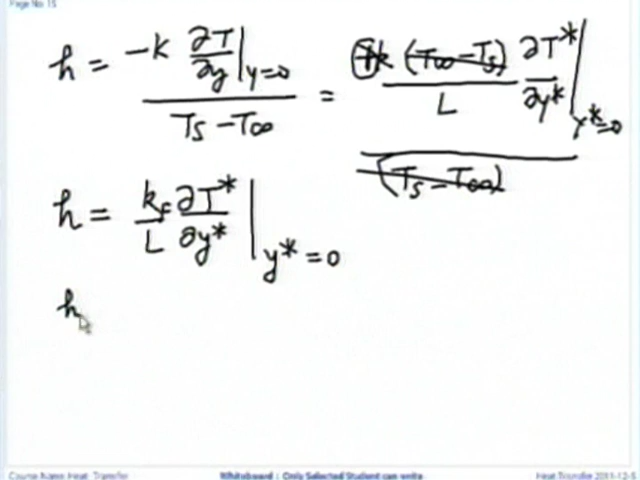 Page No 15
h = -k ∂T/∂y|y=0 / (Ts - T∞) = -k (T∞ - Ts)/L ∂T*/∂y*|y*=0 / (Ts - T∞)
h = kf/L ∂T*/∂y*|y*=0
h
Course Name: Heat Transfer Whiteboard : Only Selected Student can write Heat Transfer 2011-12-S